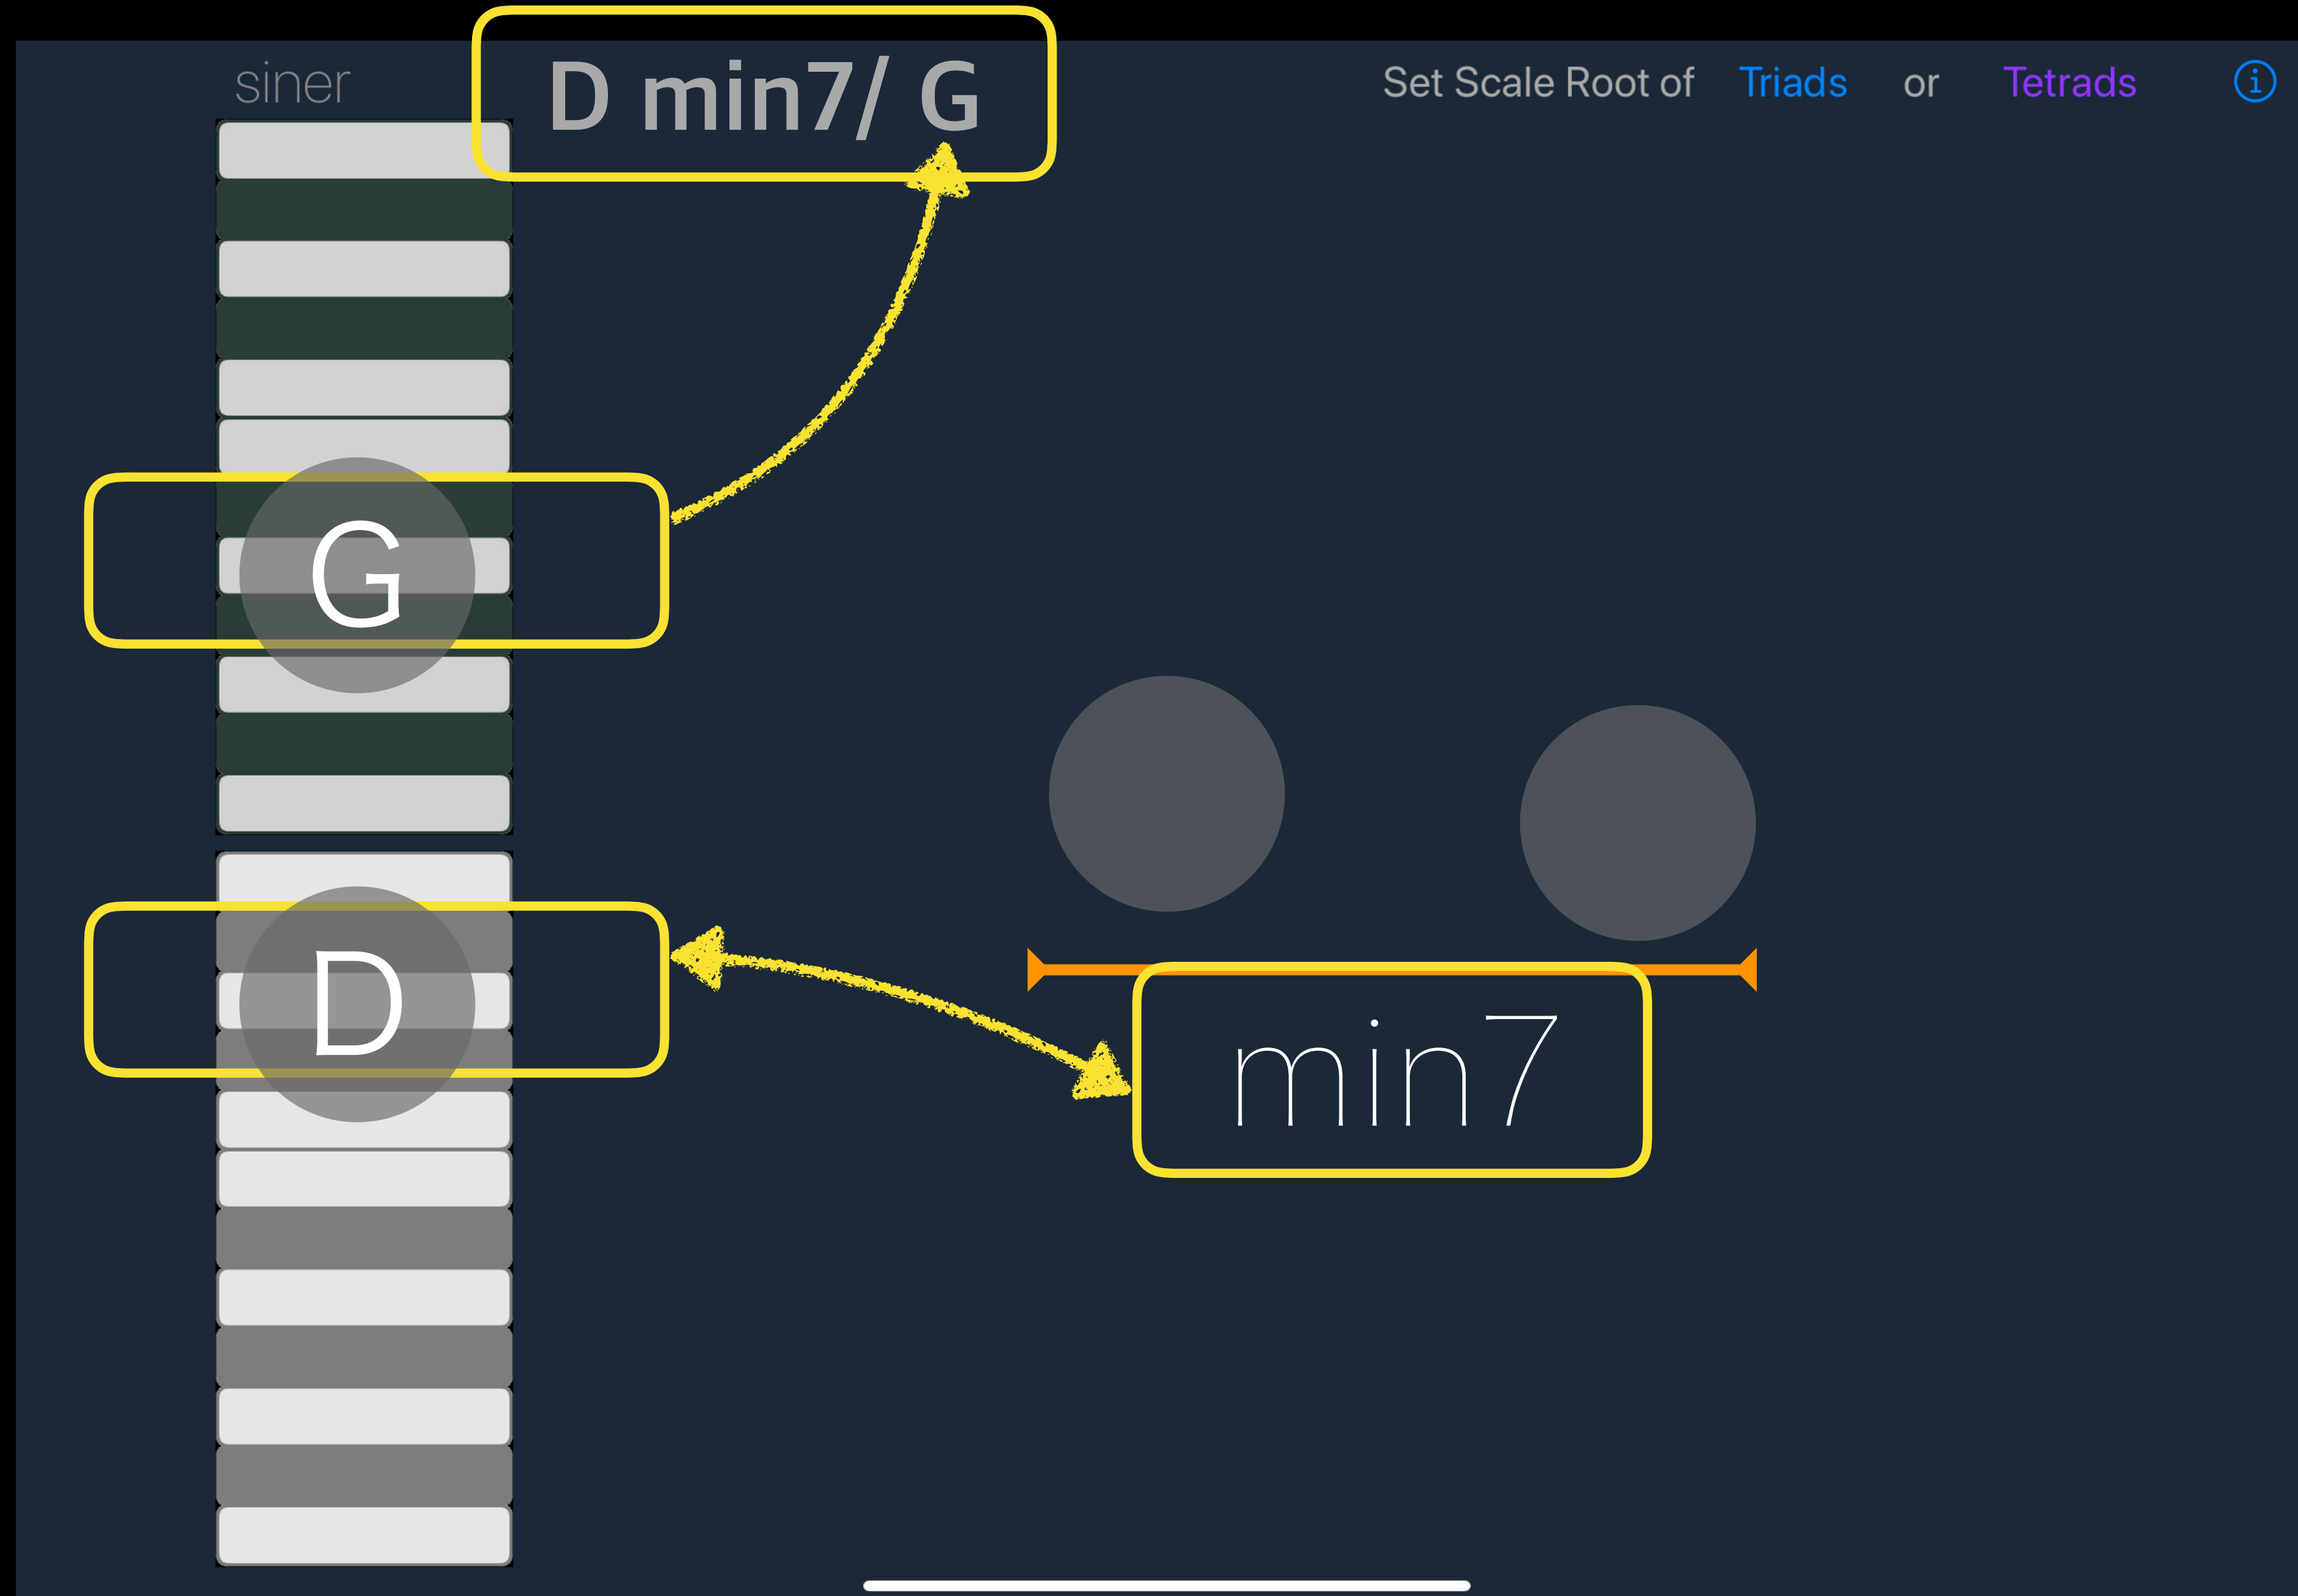 siner
D min7/ G
Set Scale Root of Triads or Tetrads
G
D
min7